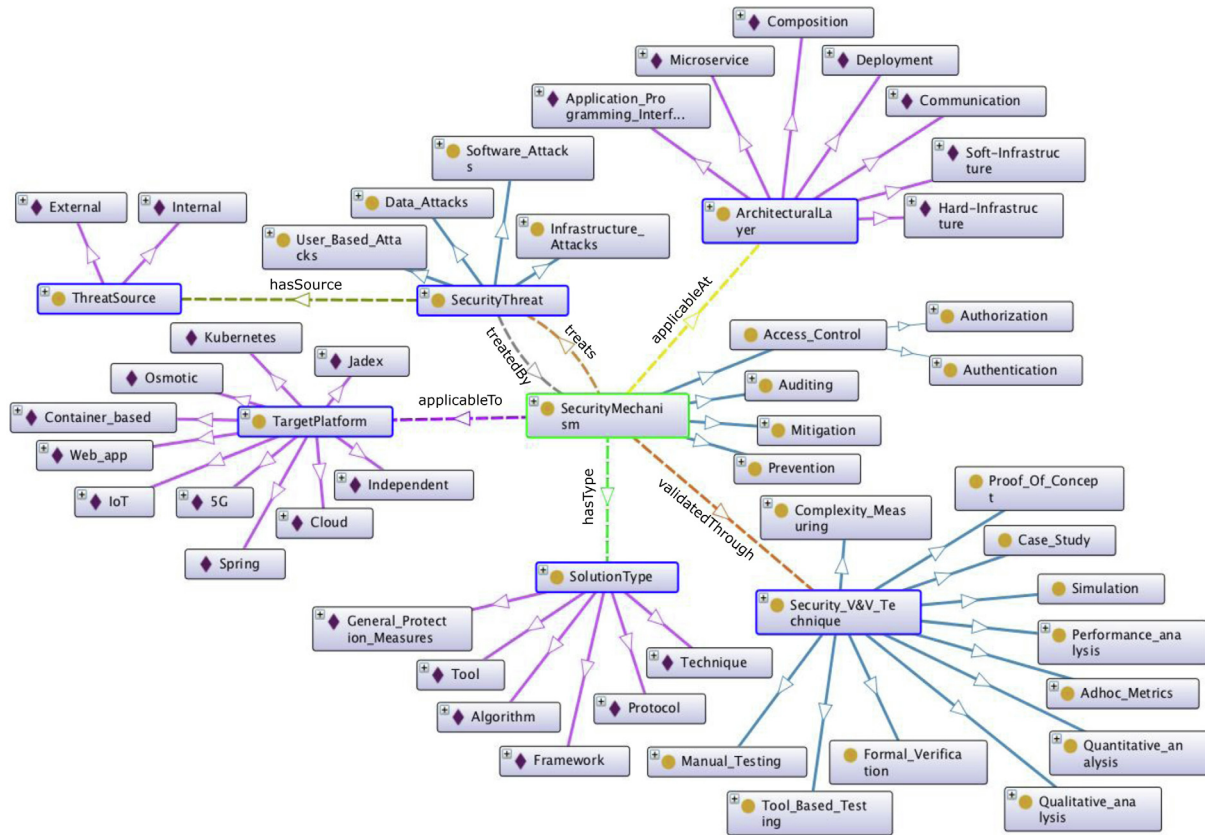 Composition
Microservice
Deployment
Application_Pro
gramming_Interf...
Communication
Software_Attack
s
Soft-Infrastruc
ture
External
Internal
Data_Attacks
ArchitecturalLa
yer
Hard-Infrastruc
ture
User_Based_Atta
cks
Infrastructure_
Attacks
hasSource
ThreatSource
SecurityThreat
applicableAt
treatedBy
treats
Kubernetes
Jadex
Osmotic
Access_Control
Authorization
Authentication
Container_based
TargetPlatform
applicableTo
SecurityMechani
sm
Auditing
Mitigation
Prevention
Web_app
IoT
5G
Independent
Cloud
Spring
hasType
validatedThrough
Complexity_Meas
uring
Proof_Of_Concep
t
Case_Study
SolutionType
Security_V&V_Te
chnique
Simulation
General_Protect
ion_Measures
Performance_ana
lysis
Tool
Technique
Adhoc_Metrics
Algorithm
Protocol
Framework
Manual_Testing
Formal_Verifica
tion
Quantitative_an
alysis
Tool_Based_Test
ing
Qualitative_ana
lysis